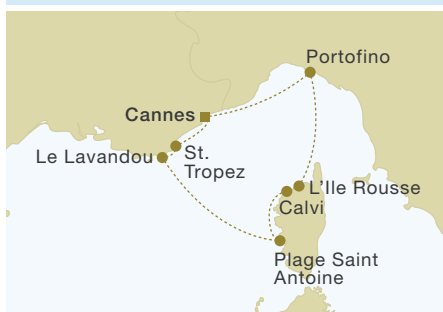 Portofino
Cannes
St.
Tropez
Le Lavandou
L'Ile Rousse
Calvi
Plage Saint
Antoine